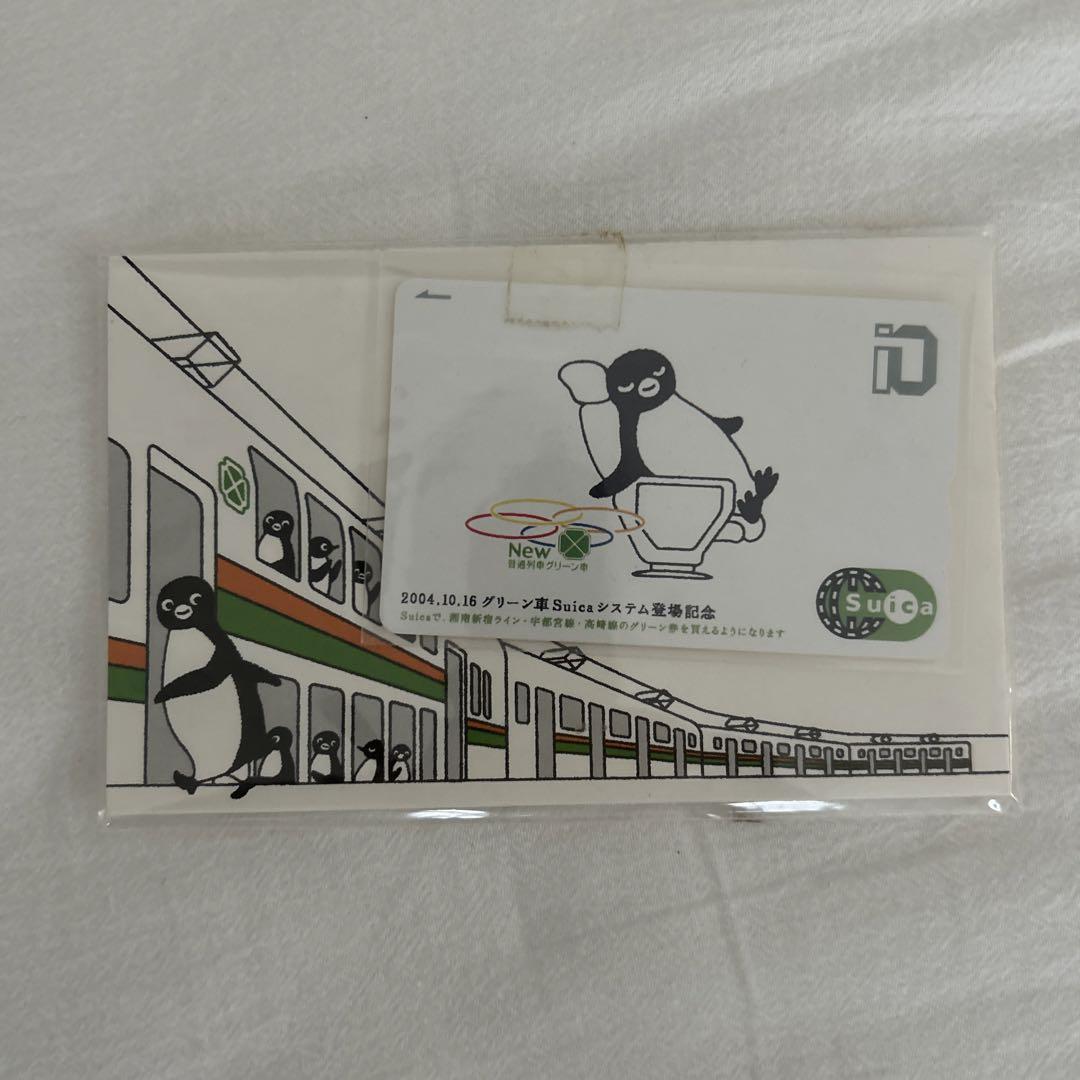 New
普通列車グリーン車
2004.10.16 グリーン車Suicaシステム登場記念
Suicaで、湘南新宿ライン・宇都宮線・高崎線のグリーン券を買えるようになります
Suica